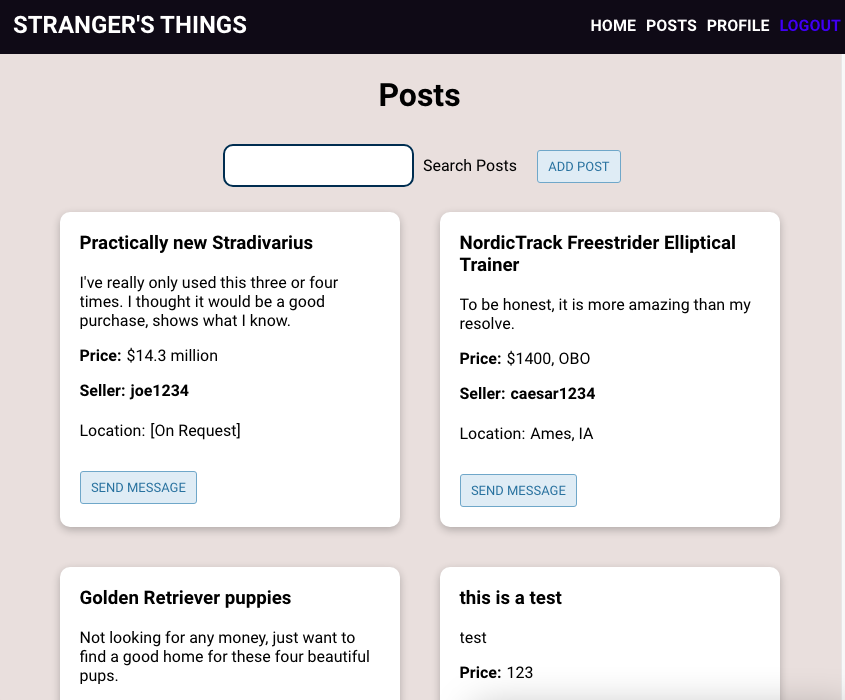 STRANGER'S THINGS
HOME POSTS PROFILE LOGOUT
Posts
Search Posts
ADD POST
Practically new Stradivarius
I've really only used this three or four
times. I thought it would be a good
purchase, shows what I know.
Price: $14.3 million
Seller: joe1234
Location: [On Request]
SEND MESSAGE
NordicTrack Freestrider Elliptical
Trainer
To be honest, it is more amazing than my
resolve.
Price: $1400, OBO
Seller: caesar1234
Location: Ames, IA
SEND MESSAGE
Golden Retriever puppies
Not looking for any money, just want to
find a good home for these four beautiful
pups.
this is a test
test
Price: 123